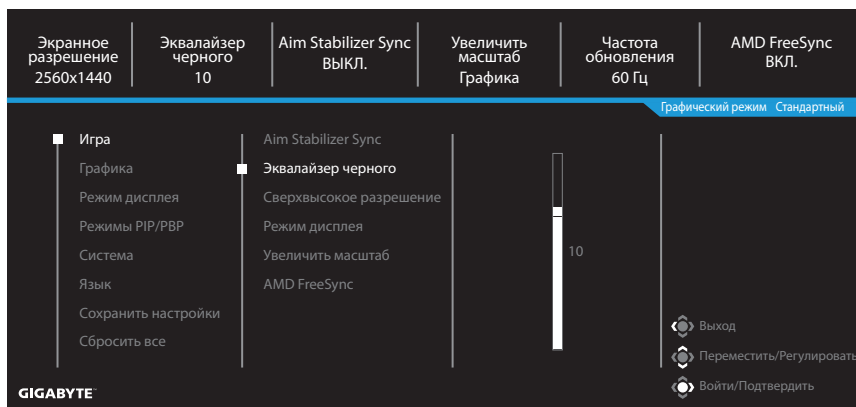 Экранное
разрешение
2560x1440
Эквалайзер
черного
10
Aim Stabilizer Sync
ВЫКЛ.
Увеличить
масштаб
Графика
Частота
обновления
60 Гц
AMD FreeSync
ВКЛ.
Графический режим Стандартный
Игра
Графика
Режим дисплея
Режимы PIP/PBP
Система
Язык
Сохранить настройки
Сбросить все
Aim Stabilizer Sync
Эквалайзер черного
Сверхвысокое разрешение
Режим дисплея
Увеличить масштаб
AMD FreeSync
10
Выход
Переместить/Регулировать
Войти/Подтвердить
GIGABYTE™